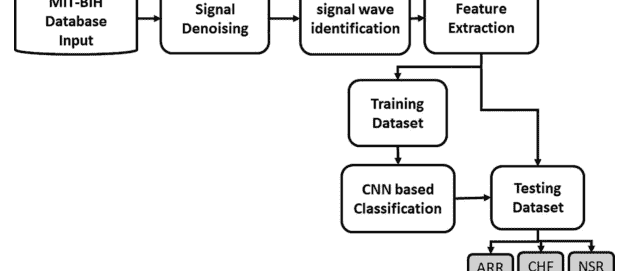 MIT-BIH
Database
Input
Signal
Denoising
signal wave
identification
Feature
Extraction
Training
Dataset
CNN based
Classification
Testing
Dataset
ARR
CHF
NSR